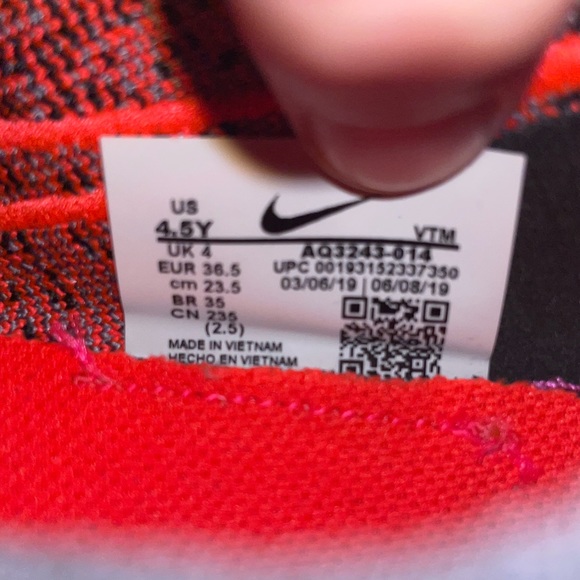 US
4.5Y VTM
UK 4 AQ3243-014
EUR 36.5 UPC 00193152337350
cm 23.5 03/06/19 | 06/08/19
BR 35
CN 235
(2.5)
MADE IN VIETNAM
HECHO EN VIETNAM